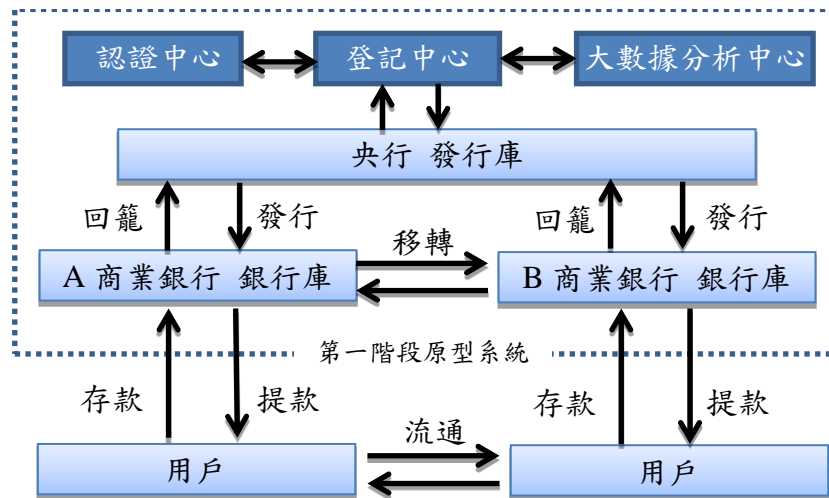 認證中心 登記中心 大數據分析中心
央行 發行庫
回籠 發行 回籠 發行
移轉
A 商業銀行 銀行庫 B 商業銀行 銀行庫
第一階段原型系統
存款 提款 存款 提款
流通
用戶 用戶